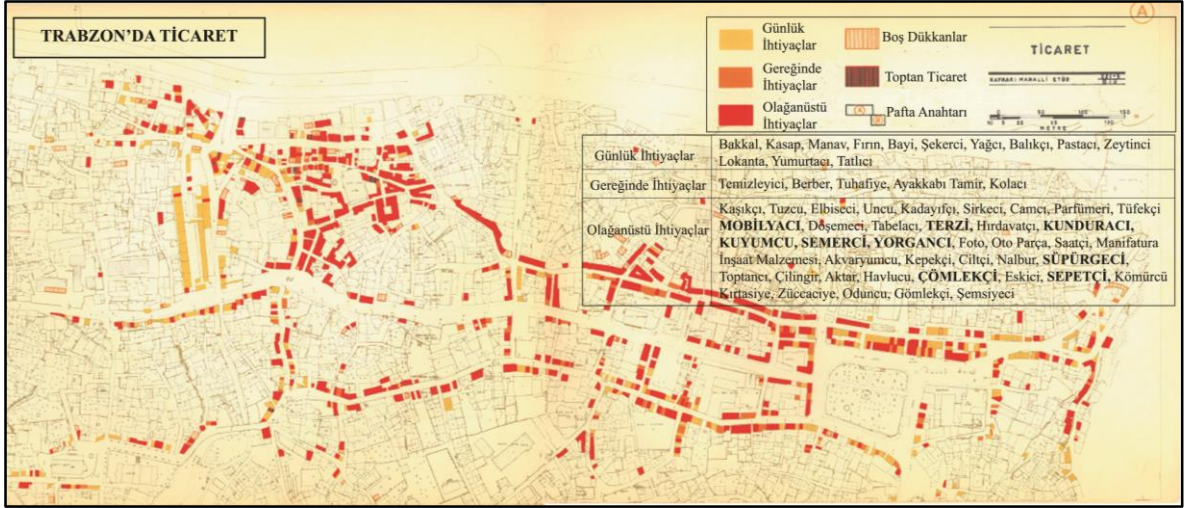 TRABZON'DA TİCARET
Günlük
İhtiyaçlar
Gereğinde
İhtiyaçlar
Olağanüstü
İhtiyaçlar
Boş Dükkanlar
Toptan Ticaret
Pafta Anahtarı
TİCARET
METRE
A
Günlük İhtiyaçlar
Bakkal, Kasap, Manav, Fırın, Bayi, Şekerci, Yağcı, Balıkçı, Pastacı, Zeytinci
Lokanta, Yumurtacı, Tatlıcı
Gereğinde İhtiyaçlar
Temizleyici, Berber, Tuhafiye, Ayakkabı Tamir, Kolacı
Olağanüstü İhtiyaçlar
Kaşıkçı, Tuzcu, Elbiseci, Uncu, Kadayıfçı, Sirkeci, Camcı, Parfümeri, Tüfekçi
MOBİLYACI, Döşemeci, Tabelacı, TERZİ, Hırdavatçı, KUNDURACI,
KUYUMCU, SEMERCİ, YORGANCI, Foto, Oto Parça, Saatçi, Manifatura
İnşaat Malzemesi, Akvaryumcu, Kepekçi, Ciltçi, Nalbur, SÜPÜRGECİ,
Toptancı, Çilingir, Aktar, Havlucu, ÇÖMLEKÇİ, Eskici, SEPETÇİ, Kömürcü
Kırtasiye, Züccaciye, Oduncu, Gömlekçi, Şemsiyeci